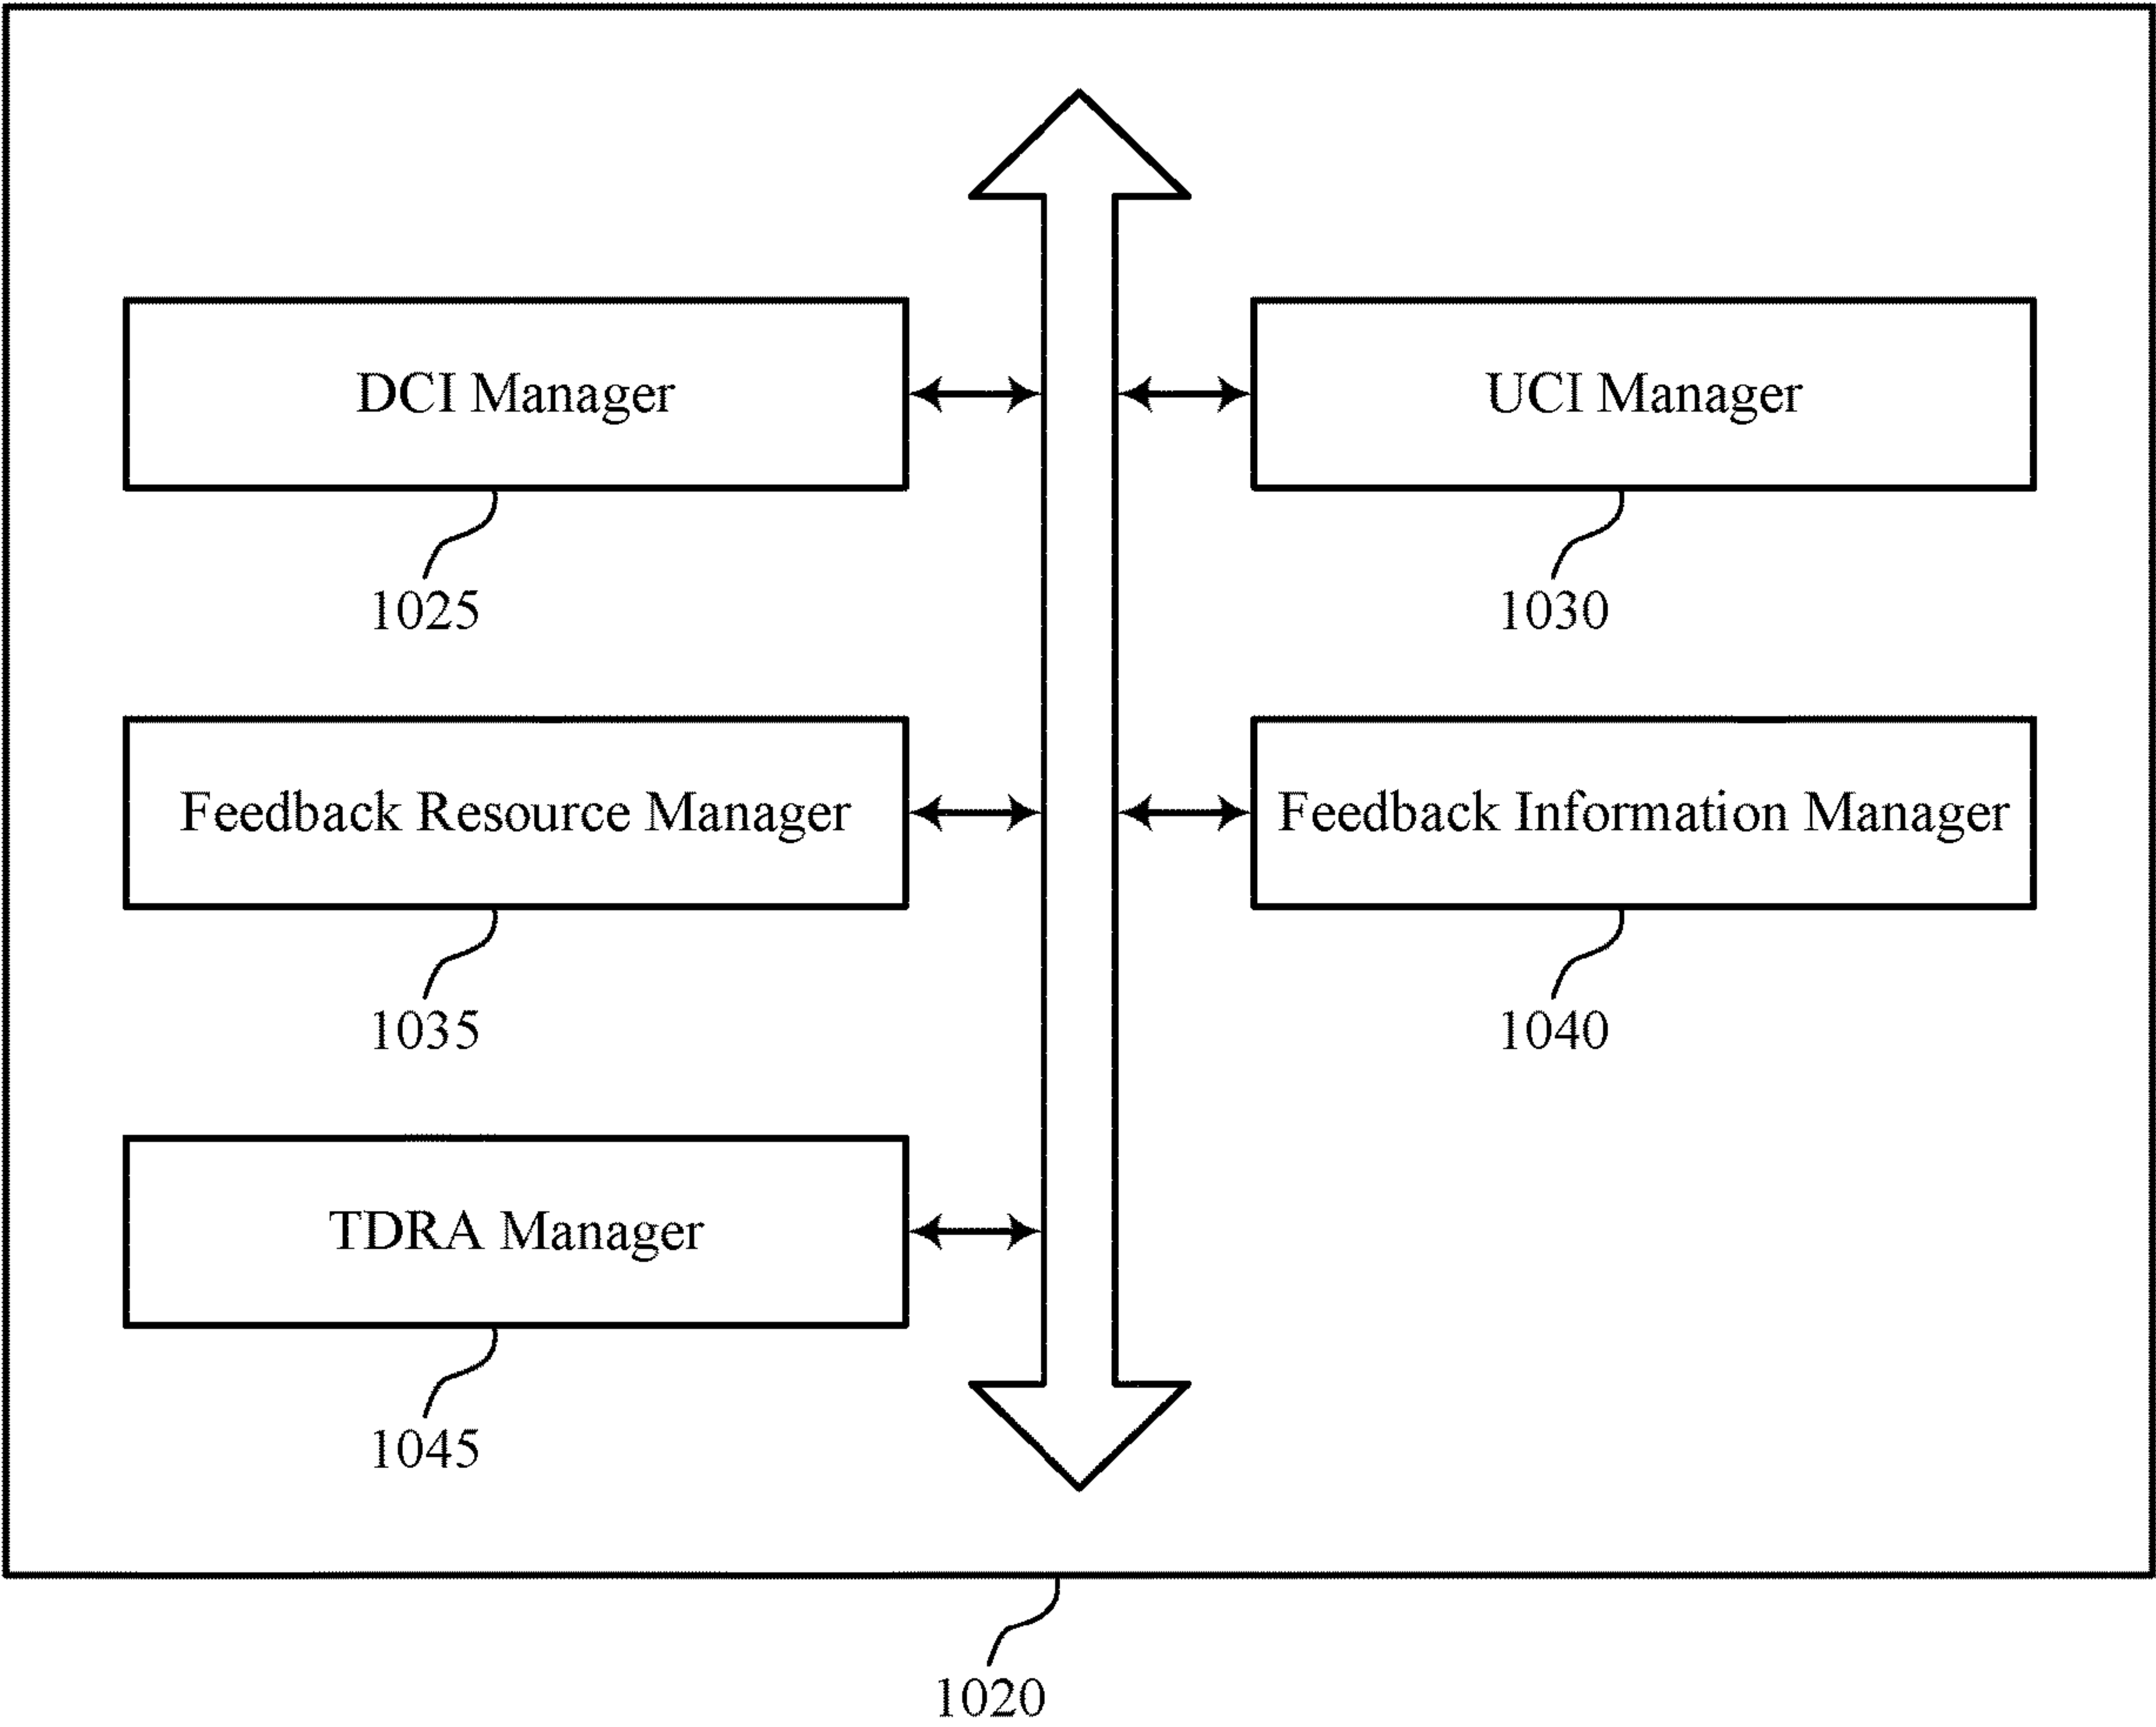 DCI Manager
UCI Manager
1025
1030
Feedback Resource Manager
Feedback Information Manager
1035
1040
TDRA Manager
1045
1020